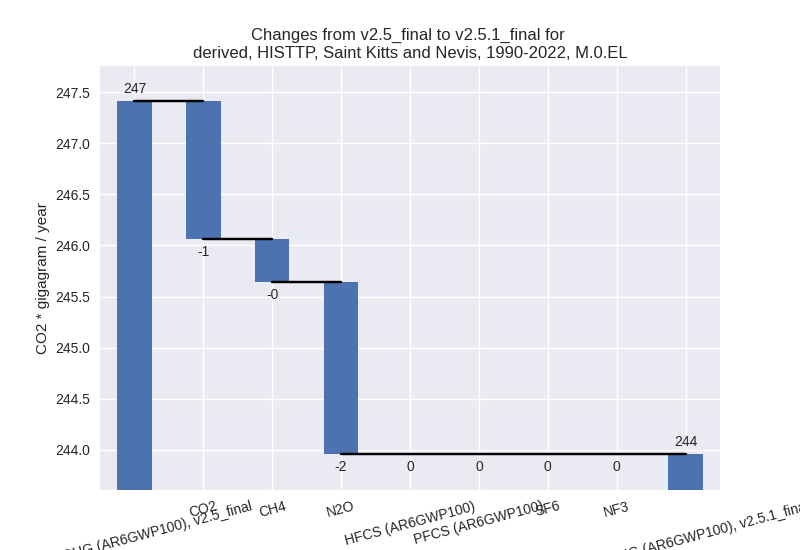 Changes from v2.5_final to v2.5.1_final for
derived, HISTTP, Saint Kitts and Nevis, 1990-2022, M.0.EL
CO2 * gigagram / year
247.5
247.0
246.5
246.0
245.5
245.0
244.5
244.0
247
-1
-0
-2
0
0
0
0
244
(AR6GWP100), v2.5_final
CO2
CH4
N2O
HFCS (AR6GWP100)
PFCS (AR6GWP100)
SF6
NF3
(AR6GWP100), v2.5.1_fina